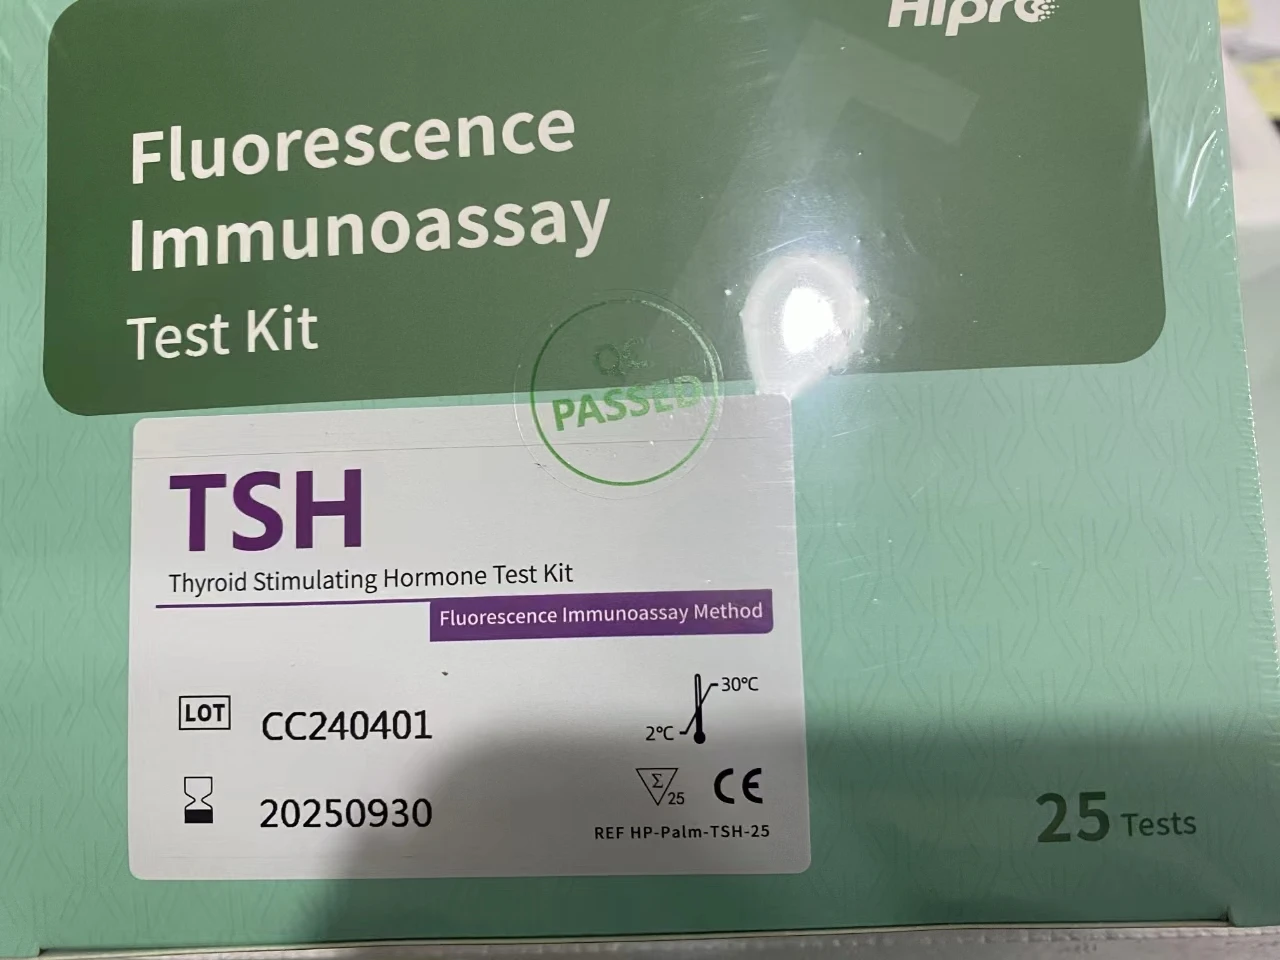 Hipro
Fluorescence
Immunoassay
Test Kit
QC
PASSED
TSH
Thyroid Stimulating Hormone Test Kit
Fluorescence Immunoassay Method
LOT CC240401
30°C
2°C
20250930
Σ
25
CE
REF HP-Palm-TSH-25
25 Tests